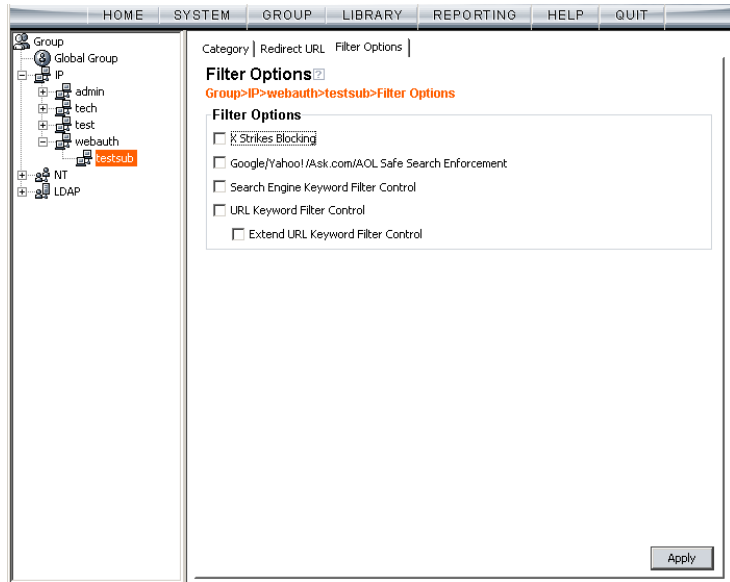 HOME SYSTEM GROUP LIBRARY REPORTING HELP QUIT
Group
Global Group
IP
admin
tech
test
webauth
testsub
NT
LDAP
Category Redirect URL Filter Options
Filter Options ?
Group>IP>webauth>testsub>Filter Options
Filter Options
X Strikes Blocking
Google/Yahoo!/Ask.com/AOL Safe Search Enforcement
Search Engine Keyword Filter Control
URL Keyword Filter Control
Extend URL Keyword Filter Control
Apply